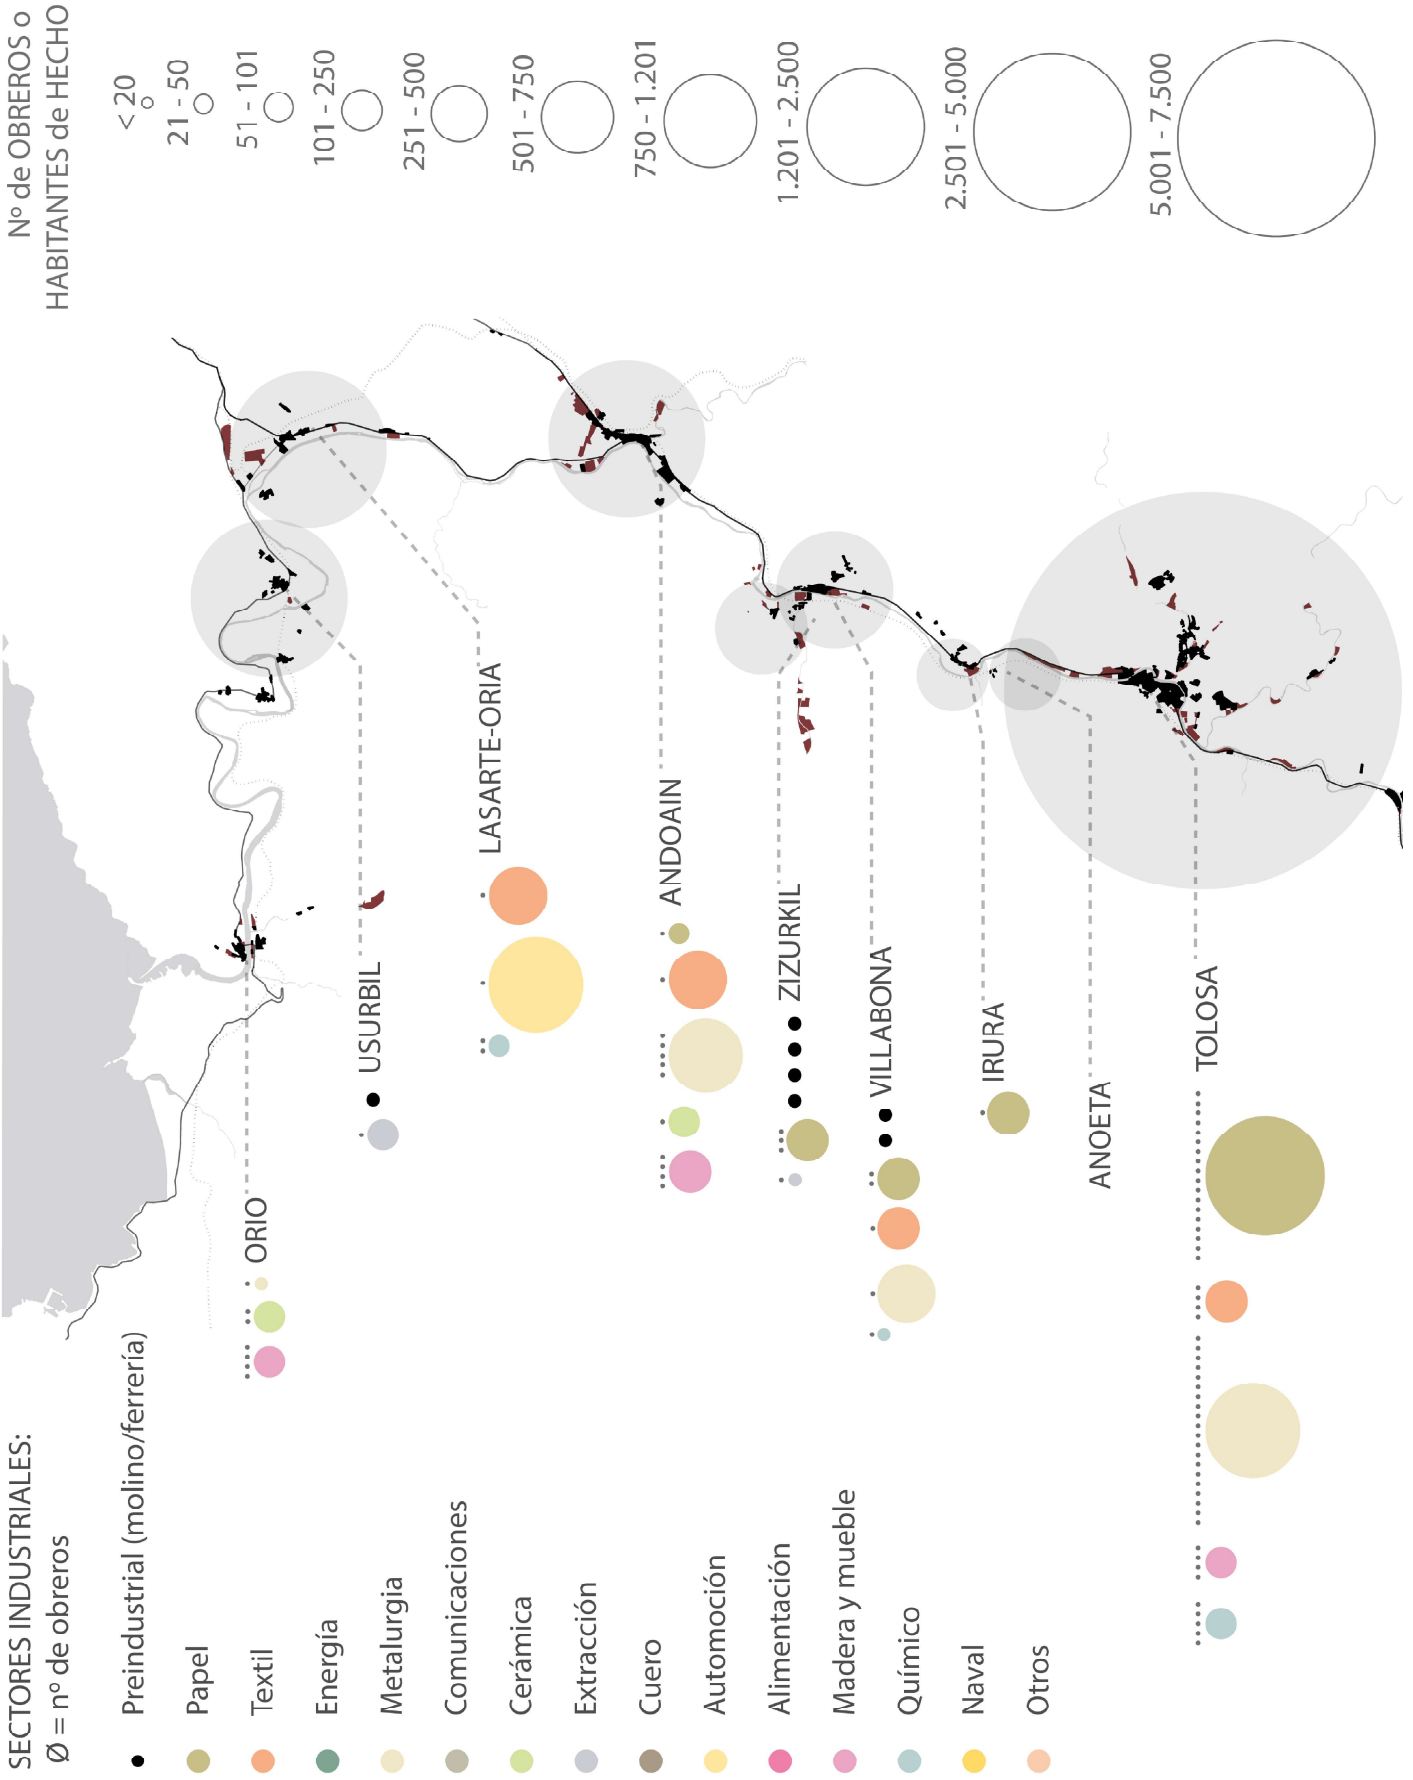 SECTORES INDUSTRIALES:
Ø = nº de obreros
Preindustrial (molino/ferrería)
Papel
Textil
Energía
Metalurgia
Comunicaciones
Cerámica
Extracción
Cuero
Automoción
Alimentación
Madera y mueble
Químico
Naval
Otros
ORIO
USURBIL
LASARTE-ORIA
ANDOAIN
ZIZURKIL
VILLABONA
IRURA
ANOETA
TOLOSA
Nº de OBREROS o
HABITANTES de HECHO
< 20
21 - 50
51 - 101
101 - 250
251 - 500
501 - 750
750 - 1.201
1.201 - 2.500
2.501 - 5.000
5.001 - 7.500